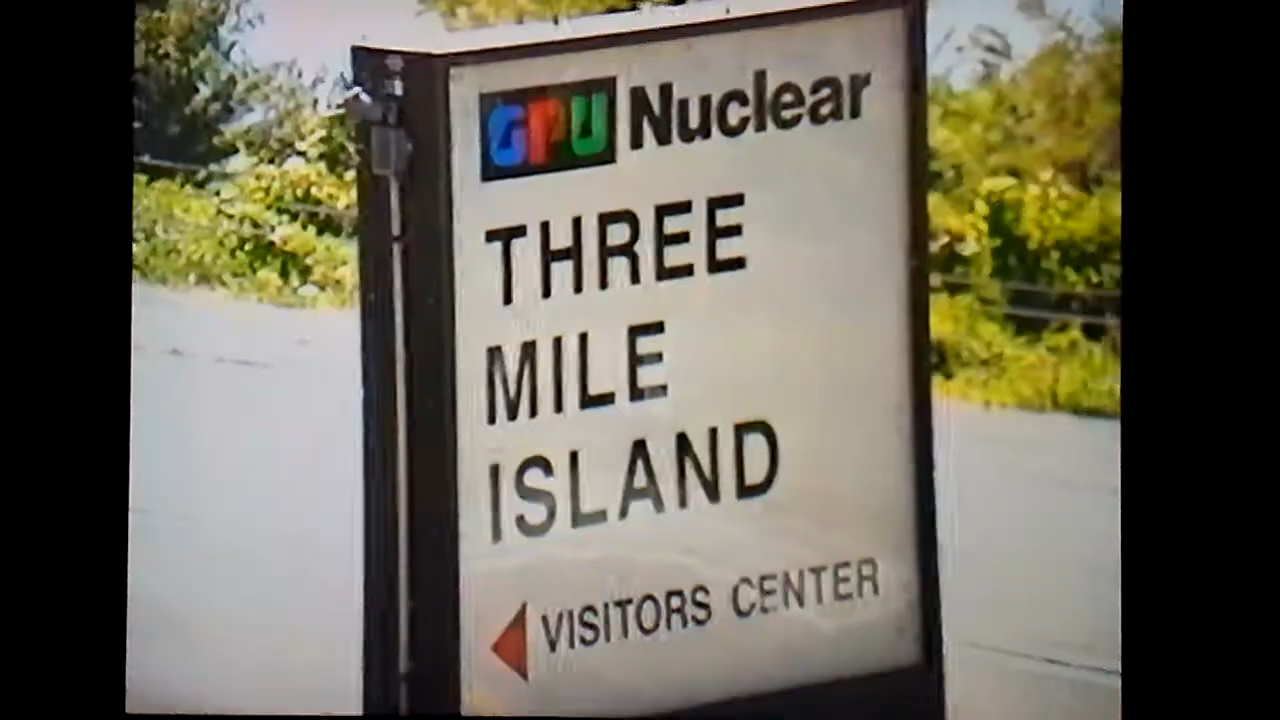 GPU Nuclear
THREE
MILE
ISLAND
VISITORS CENTER